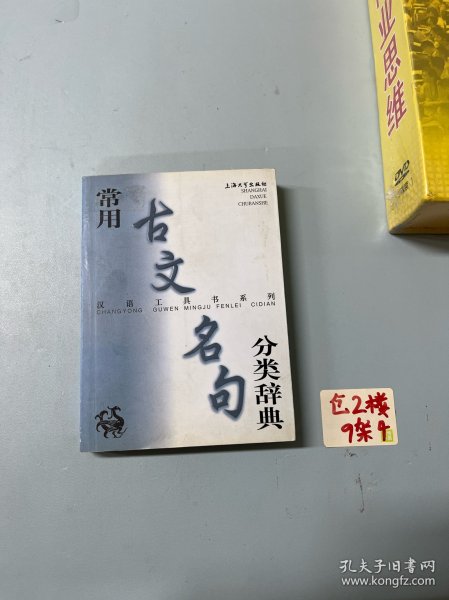 上海大学出版社
SHANGHAI
DAXUE
CHUBANSHE
常用
古文
名句
汉语工具书系列
CHANGYONG GUWEN MINGJU FENLEI CIDIAN
分类辞典
业思维
DVD
仓2楼
9架4
孔夫子旧书网
www.kongfz.com